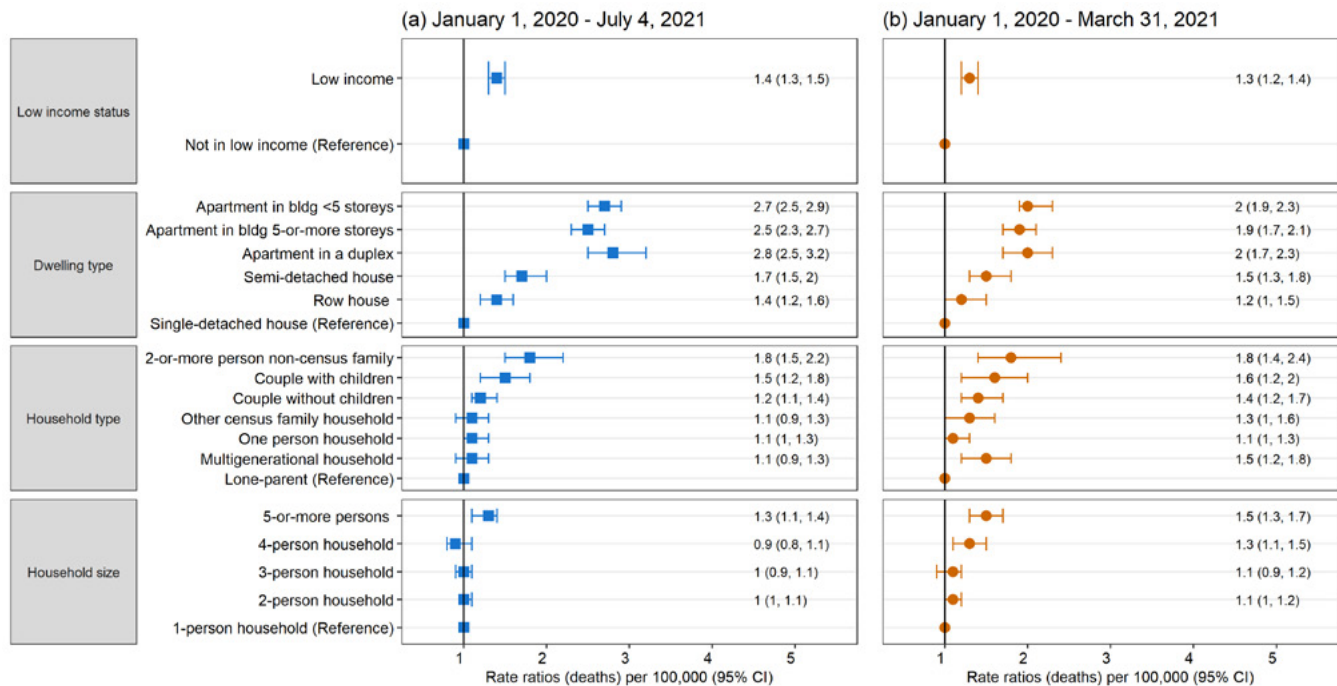 (a) January 1, 2020 - July 4, 2021
(b) January 1, 2020 - March 31, 2021
Low income status
Low income 1.4 (1.3, 1.5) 1.3 (1.2, 1.4)
Not in low income (Reference)
Dwelling type
Apartment in bldg <5 storeys 2.7 (2.5, 2.9) 2 (1.9, 2.3)
Apartment in bldg 5-or-more storeys 2.5 (2.3, 2.7) 1.9 (1.7, 2.1)
Apartment in a duplex 2.8 (2.5, 3.2) 2 (1.7, 2.3)
Semi-detached house 1.7 (1.5, 2) 1.5 (1.3, 1.8)
Row house 1.4 (1.2, 1.6) 1.2 (1, 1.5)
Single-detached house (Reference)
Household type
2-or-more person non-census family 1.8 (1.5, 2.2) 1.8 (1.4, 2.4)
Couple with children 1.5 (1.2, 1.8) 1.6 (1.2, 2)
Couple without children 1.2 (1.1, 1.4) 1.4 (1.2, 1.7)
Other census family household 1.1 (0.9, 1.3) 1.3 (1, 1.6)
One person household 1.1 (1, 1.3) 1.1 (1, 1.3)
Multigenerational household 1.1 (0.9, 1.3) 1.5 (1.2, 1.8)
Lone-parent (Reference)
Household size
5-or-more persons 1.3 (1.1, 1.4) 1.5 (1.3, 1.7)
4-person household 0.9 (0.8, 1.1) 1.3 (1.1, 1.5)
3-person household 1 (0.9, 1.1) 1.1 (0.9, 1.2)
2-person household 1 (1, 1.1) 1.1 (1, 1.2)
1-person household (Reference)
1 2 3 4 5 1 2 3 4 5
Rate ratios (deaths) per 100,000 (95% CI) Rate ratios (deaths) per 100,000 (95% CI)